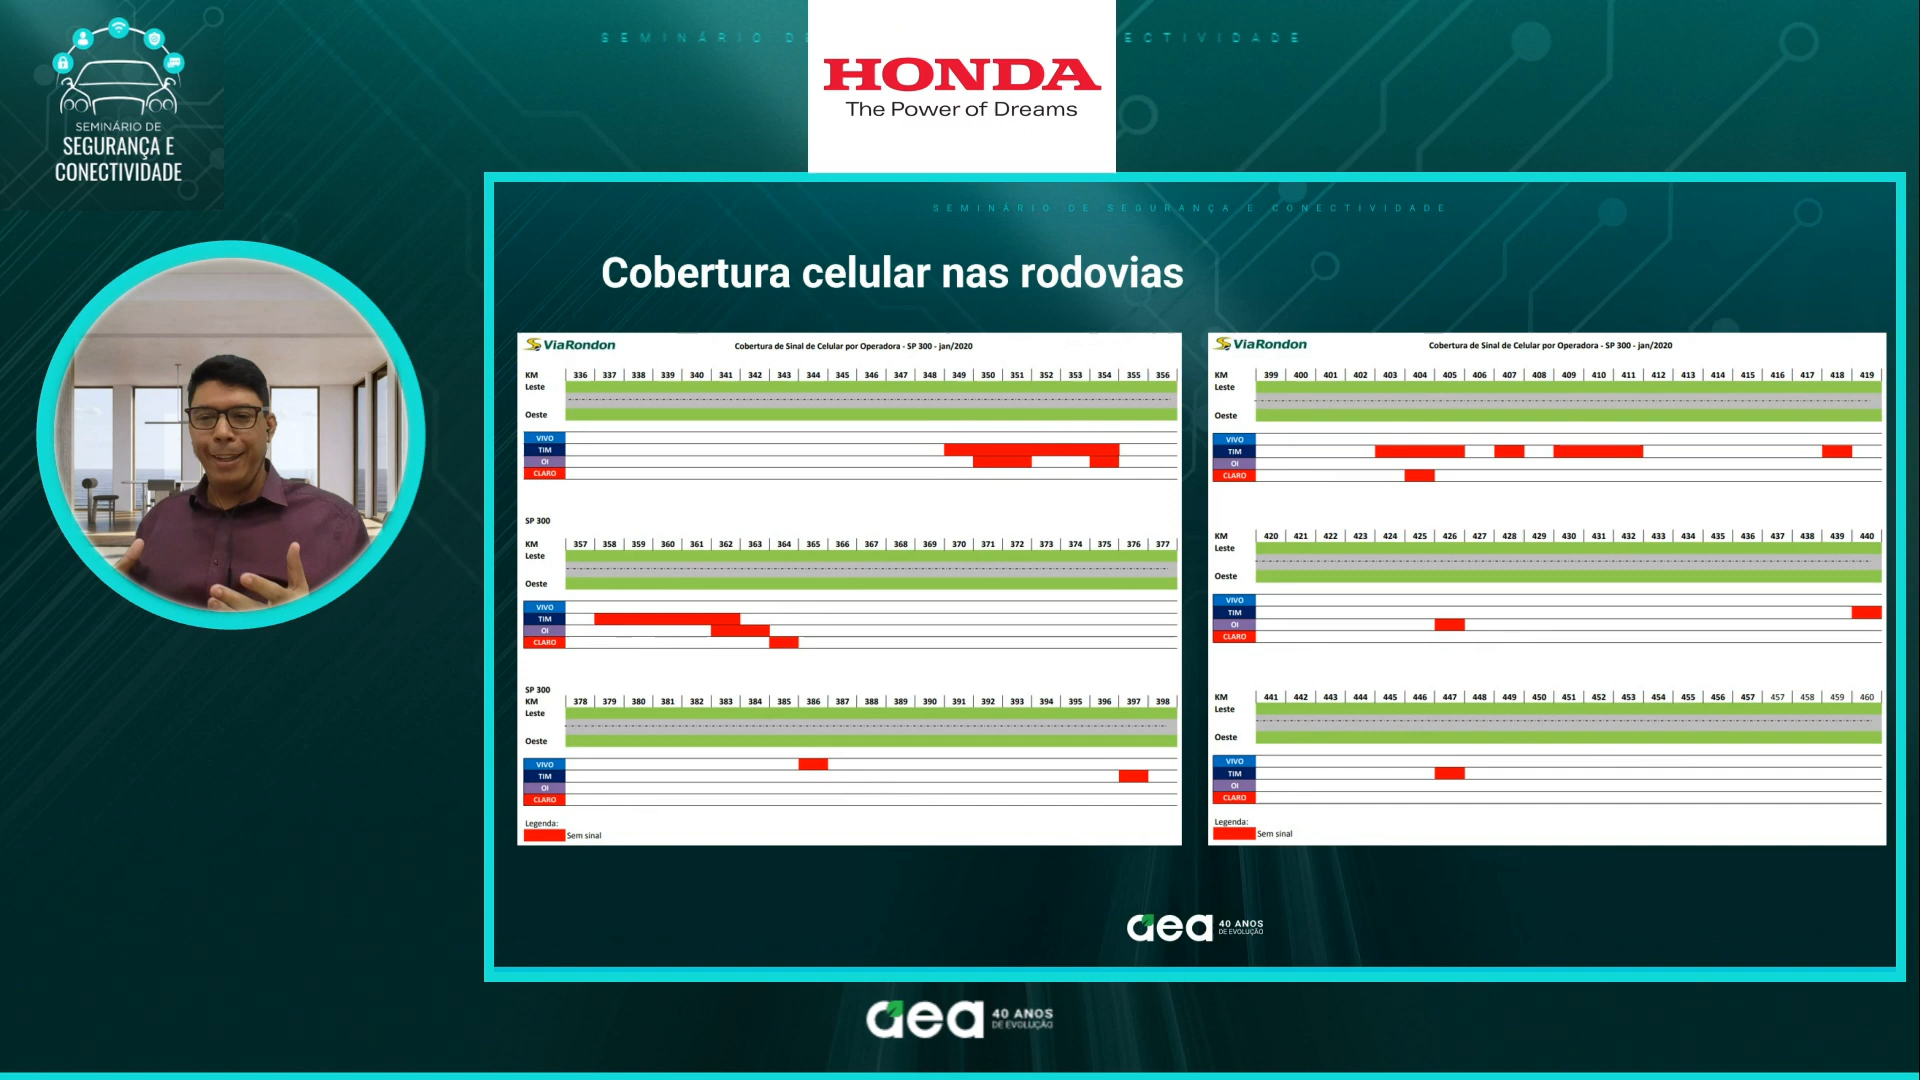 SEMINÁRIO DE
SEGURANÇA E
CONECTIVIDADE
HONDA
The Power of Dreams
SEMINÁRIO DE SEGURANÇA E CONECTIVIDADE
Cobertura celular nas rodovias
ViaRondon
Cobertura de Sinal de Celular por Operadora - SP 300 - jan/2020
KM 336 337 338 339 340 341 342 343 344 345 346 347 348 349 350 351 352 353 354 355 356
Leste
Oeste
VIVO
TIM
OI
CLARO
SP 300
KM 357 358 359 360 361 362 363 364 365 366 367 368 369 370 371 372 373 374 375 376 377
Leste
Oeste
VIVO
TIM
OI
CLARO
SP 300
KM 378 379 380 381 382 383 384 385 386 387 388 389 390 391 392 393 394 395 396 397 398
Leste
Oeste
VIVO
TIM
OI
CLARO
Legenda:
Sem sinal
ViaRondon
Cobertura de Sinal de Celular por Operadora - SP 300 - jan/2020
KM 399 400 401 402 403 404 405 406 407 408 409 410 411 412 413 414 415 416 417 418 419
Leste
Oeste
VIVO
TIM
OI
CLARO
KM 420 421 422 423 424 425 426 427 428 429 430 431 432 433 434 435 436 437 438 439 440
Leste
Oeste
VIVO
TIM
OI
CLARO
KM 441 442 443 444 445 446 447 448 449 450 451 452 453 454 455 456 457 457 458 459 460
Leste
Oeste
VIVO
TIM
OI
CLARO
Legenda:
Sem sinal
aea 40 ANOS
DE EVOLUÇÃO
aea 40 ANOS
DE EVOLUÇÃO